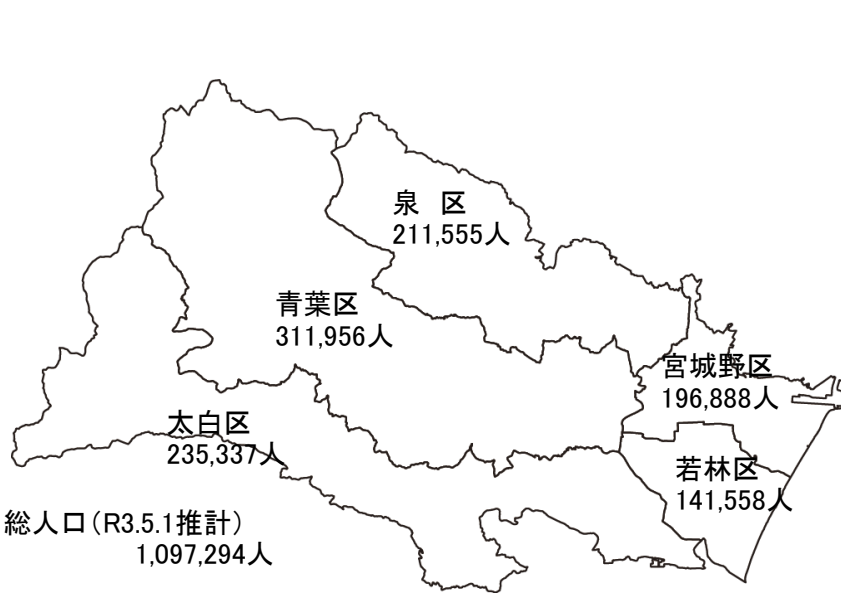 泉　区
211,555人
青葉区
311,956人
宮城野区
196,888人
太白区
235,337人
若林区
141,558人
総人口（R3.5.1推計）
1,097,294人